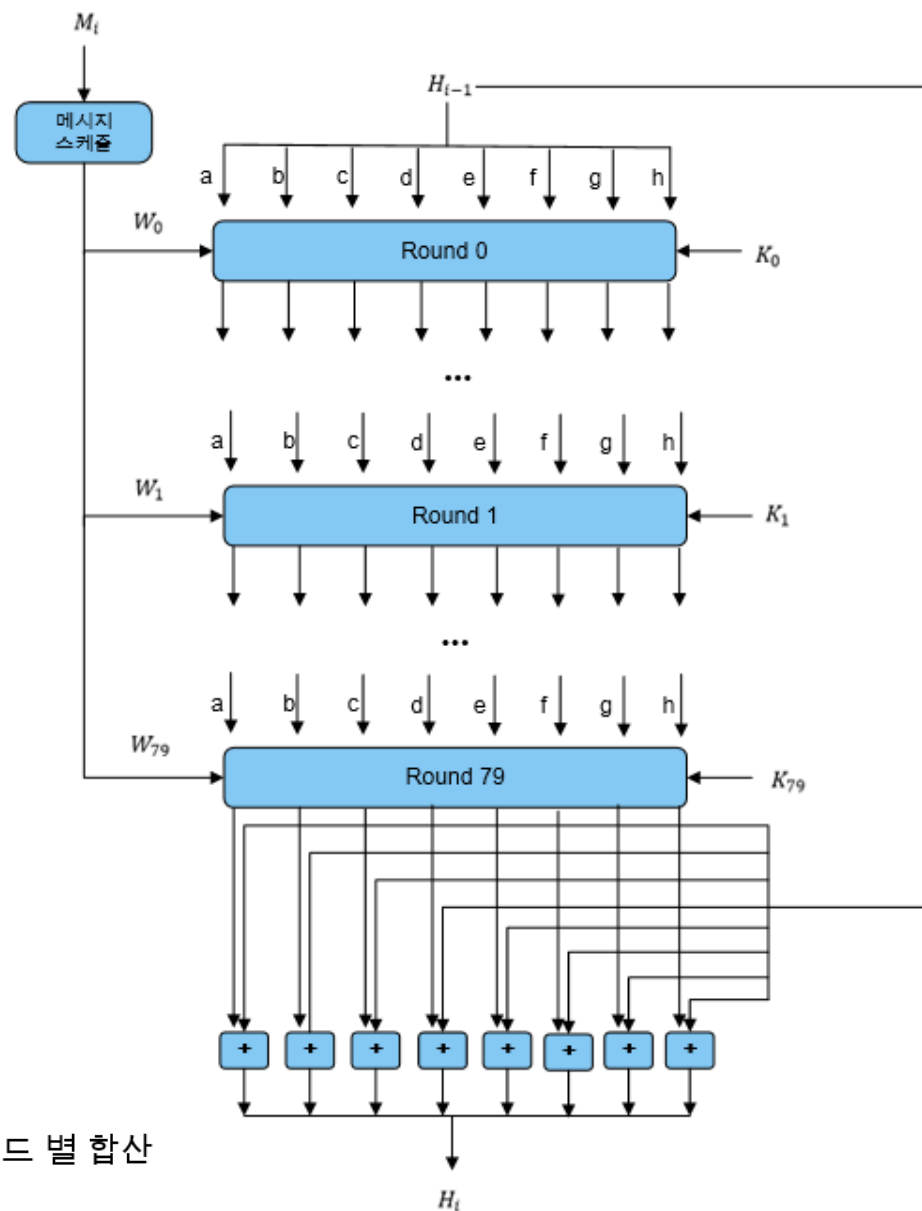 M_i
메시지
스케줄
H_{i-1}
a b c d e f g h
W_0
Round 0
K_0
...
a b c d e f g h
W_1
Round 1
K_1
...
a b c d e f g h
W_79
Round 79
K_79
+ + + + + + + +
드 별 합산
H_i